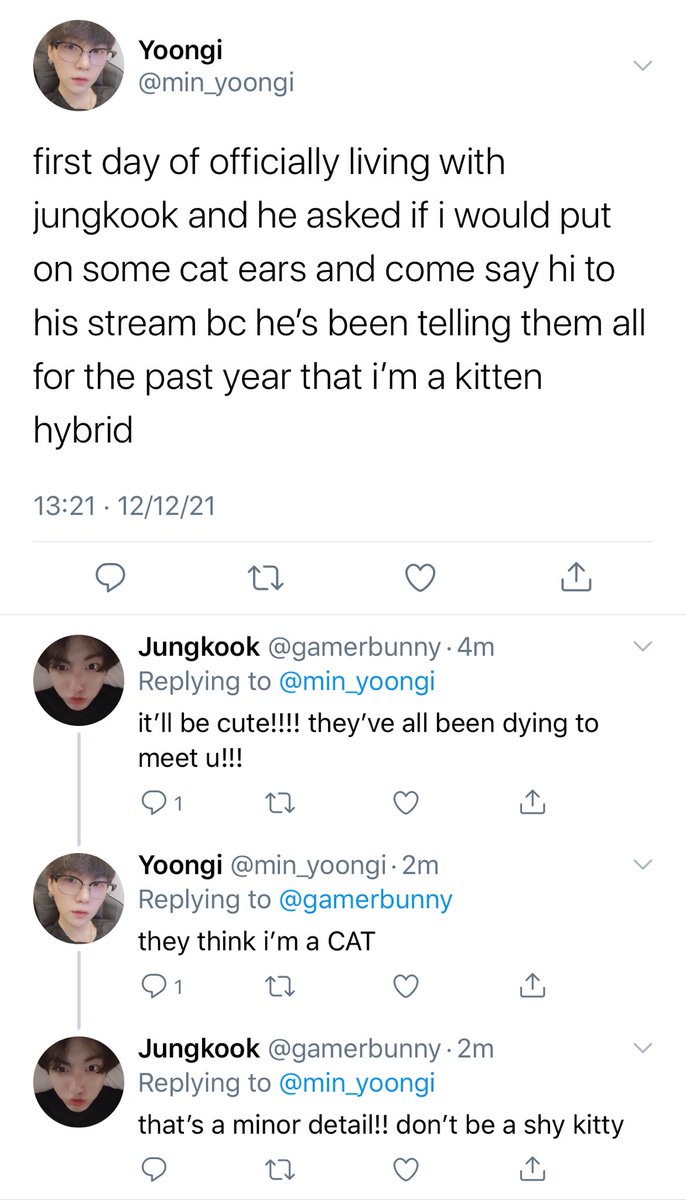 Yoongi
@min_yoongi
first day of officially living with
jungkook and he asked if i would put
on some cat ears and come say hi to
his stream bc he’s been telling them all
for the past year that i’m a kitten
hybrid
13:21 · 12/12/21
Jungkook @gamerbunny · 4m
Replying to @min_yoongi
it’ll be cute!!!! they’ve all been dying to
meet u!!!
1
Yoongi @min_yoongi · 2m
Replying to @gamerbunny
they think i’m a CAT
1
Jungkook @gamerbunny · 2m
Replying to @min_yoongi
that’s a minor detail!! don’t be a shy kitty